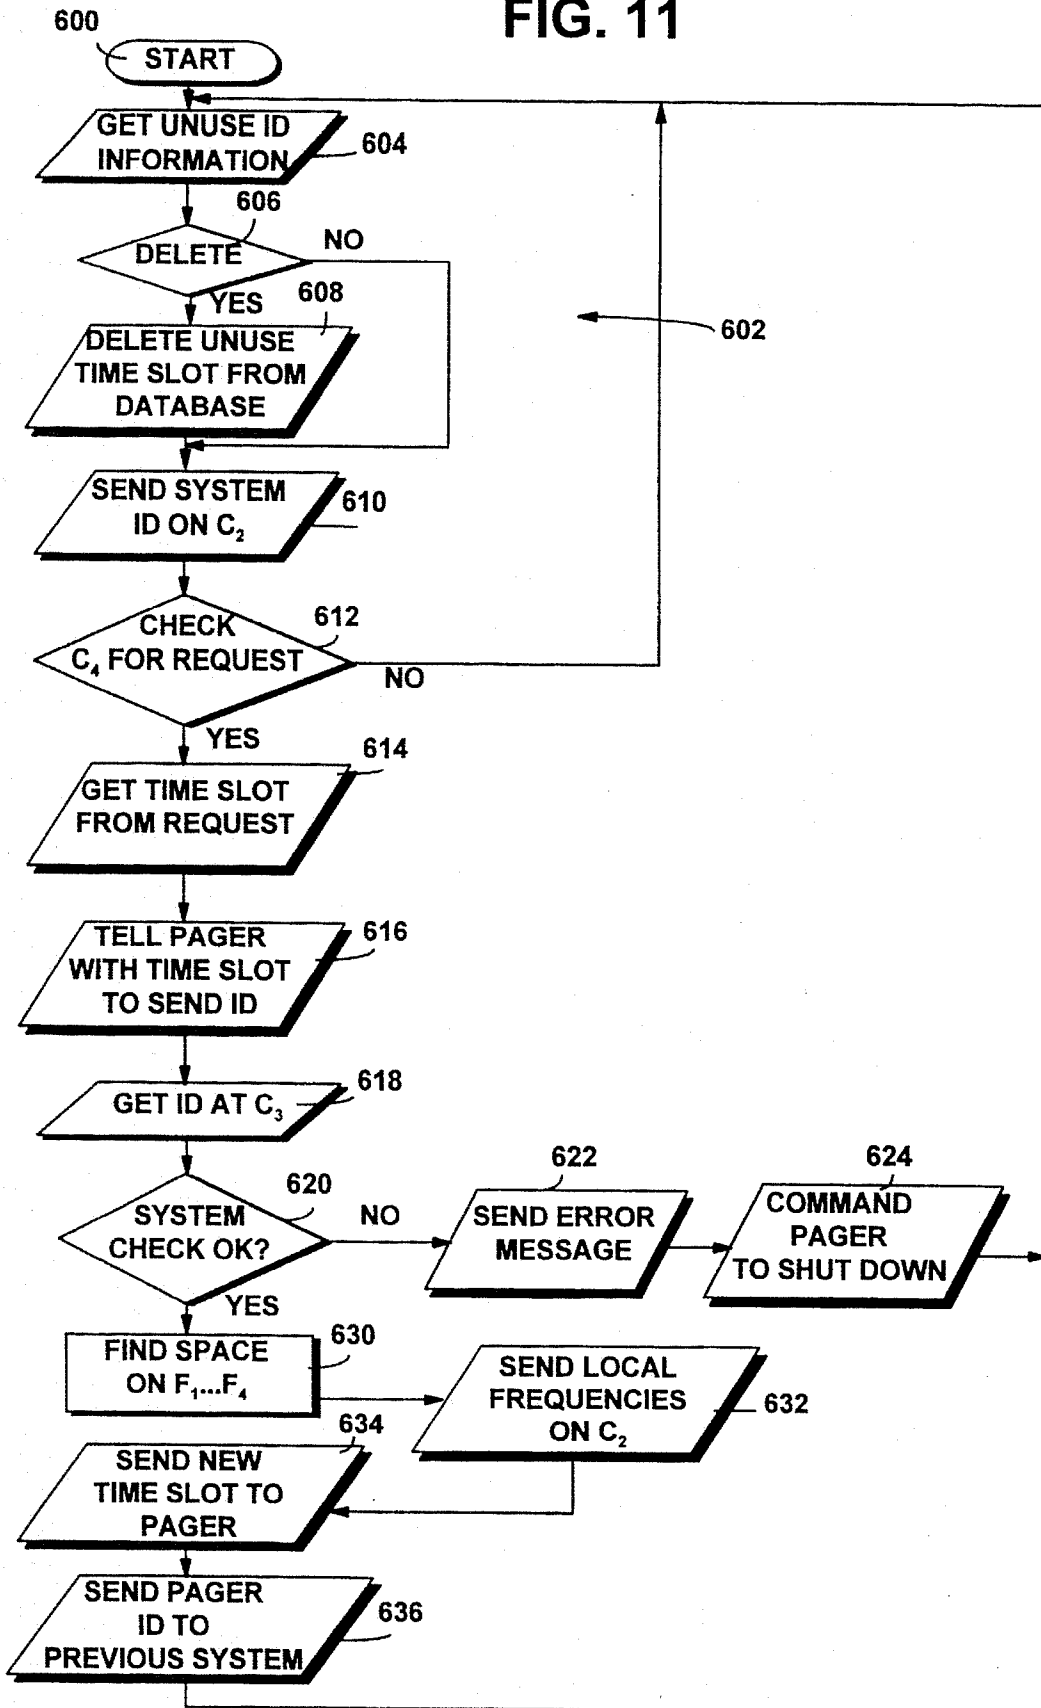 FIG. 11
600
START
GET UNUSE ID
INFORMATION
604
606
DELETE
NO
YES
608
DELETE UNUSE
TIME SLOT FROM
DATABASE
602
SEND SYSTEM
ID ON C₂
610
CHECK
C₄ FOR REQUEST
612
NO
YES
614
GET TIME SLOT
FROM REQUEST
TELL PAGER
WITH TIME SLOT
TO SEND ID
616
GET ID AT C₃
618
SYSTEM
CHECK OK?
620
NO
YES
622
SEND ERROR
MESSAGE
624
COMMAND
PAGER
TO SHUT DOWN
FIND SPACE
ON F₁...F₄
630
SEND LOCAL
FREQUENCIES
ON C₂
632
634
SEND NEW
TIME SLOT TO
PAGER
SEND PAGER
ID TO
PREVIOUS SYSTEM
636